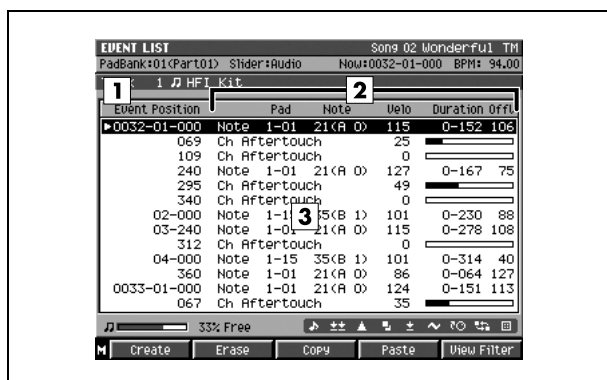 EVENT LIST Song 02 Wonderful TM
PadBank:01(Part01) Slider:Audio Now:0032-01-000 BPM: 94.00
1 HFI Kit
1 2
Event Position Pad Note Velo Duration OffV
0032-01-000 Note 1-01 21(A 0) 115 0-152 106
069 Ch Aftertouch 25
109 Ch Aftertouch 0
240 Note 1-01 21(A 0) 127 0-167 75
295 Ch Aftertouch 49
340 Ch Aftertouch 0
02-000 Note 1-15 35(B 1) 101 0-230 88
3
03-240 Note 1-01 21(A 0) 115 0-278 108
312 Ch Aftertouch 0
04-000 Note 1-15 35(B 1) 101 0-314 40
360 Note 1-01 21(A 0) 86 0-064 127
0033-01-000 Note 1-01 21(A 0) 124 0-151 113
067 Ch Aftertouch 35
33% Free
M Create Erase Copy Paste View Filter